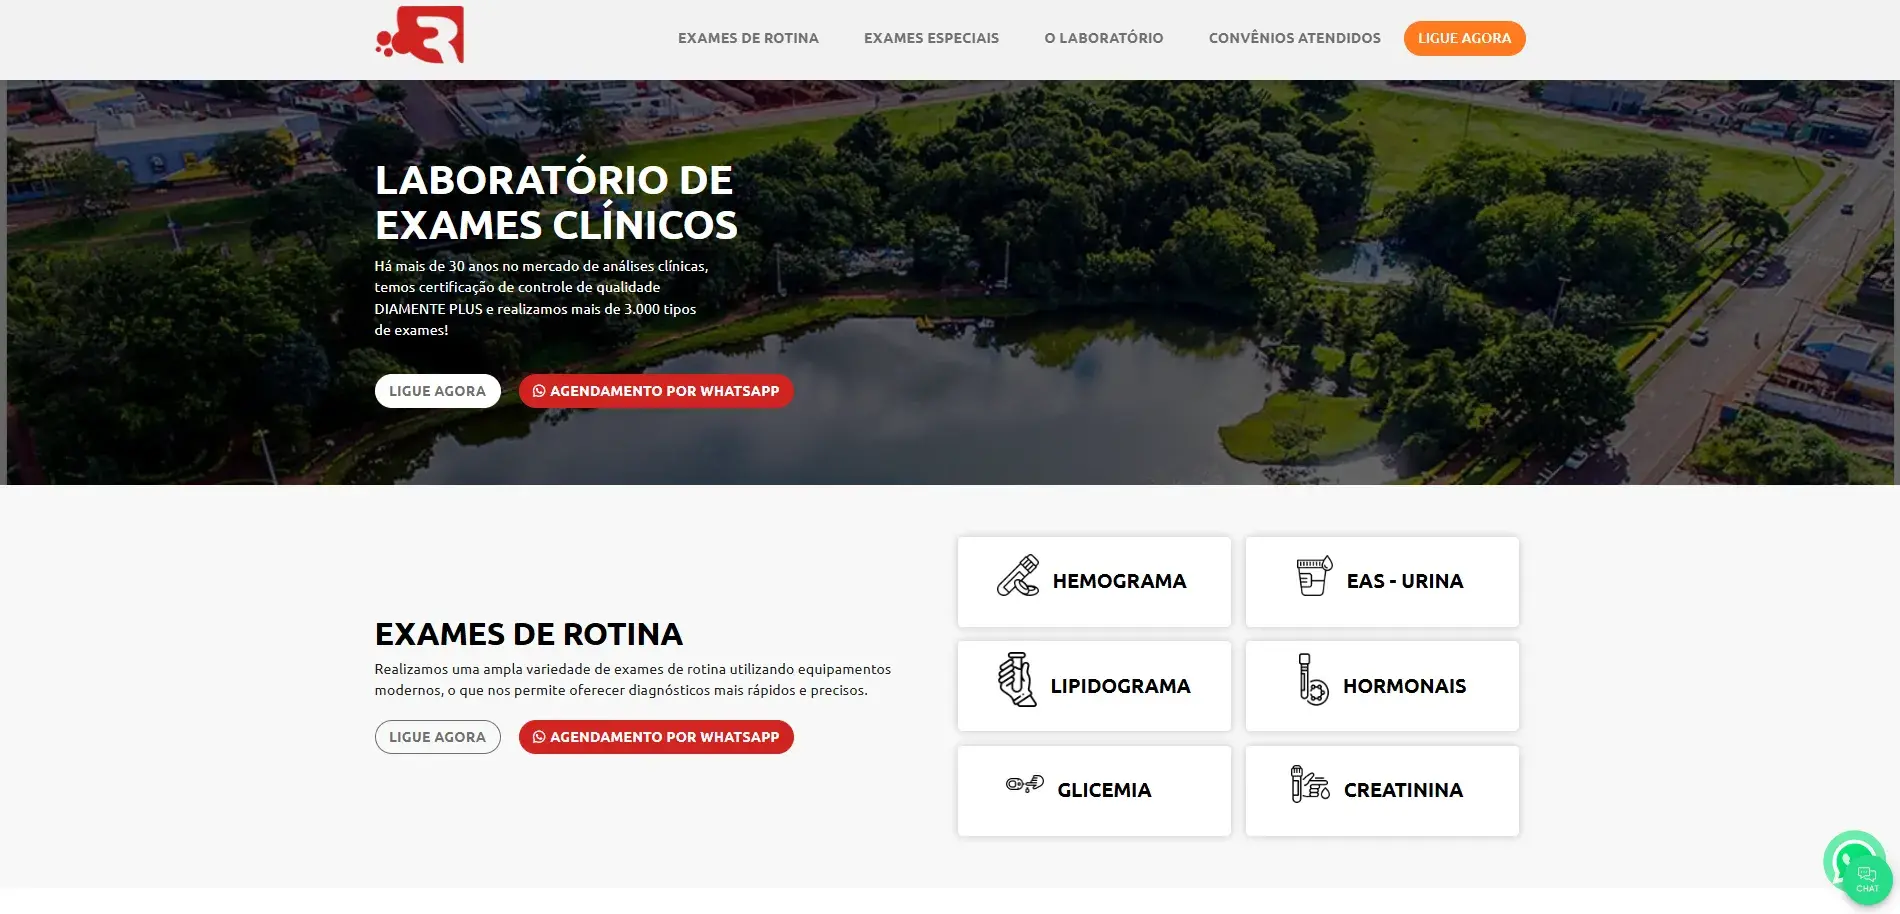 EXAMES DE ROTINA
EXAMES ESPECIAIS
O LABORATÓRIO
CONVÊNIOS ATENDIDOS
LIGUE AGORA
LABORATÓRIO DE
EXAMES CLÍNICOS
Há mais de 30 anos no mercado de análises clínicas,
temos certificação de controle de qualidade
DIAMENTE PLUS e realizamos mais de 3.000 tipos
de exames!
LIGUE AGORA
AGENDAMENTO POR WHATSAPP
EXAMES DE ROTINA
Realizamos uma ampla variedade de exames de rotina utilizando equipamentos
modernos, o que nos permite oferecer diagnósticos mais rápidos e precisos.
LIGUE AGORA
AGENDAMENTO POR WHATSAPP
HEMOGRAMA
EAS - URINA
LIPIDOGRAMA
HORMONAIS
GLICEMIA
CREATININA
CHAT